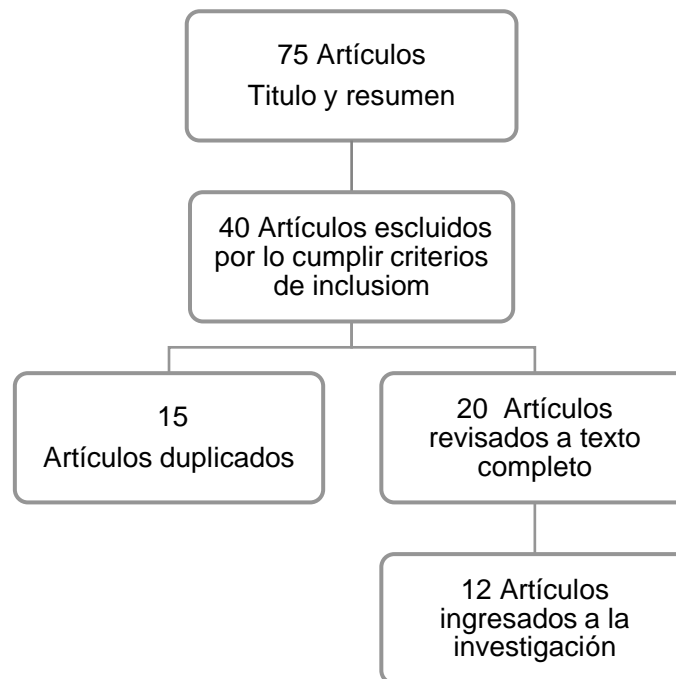 75 Artículos
Titulo y resumen
40 Artículos escluidos
por lo cumplir criterios
de inclusiom
15
Artículos duplicados
20 Artículos
revisados a texto
completo
12 Artículos
ingresados a la
investigación